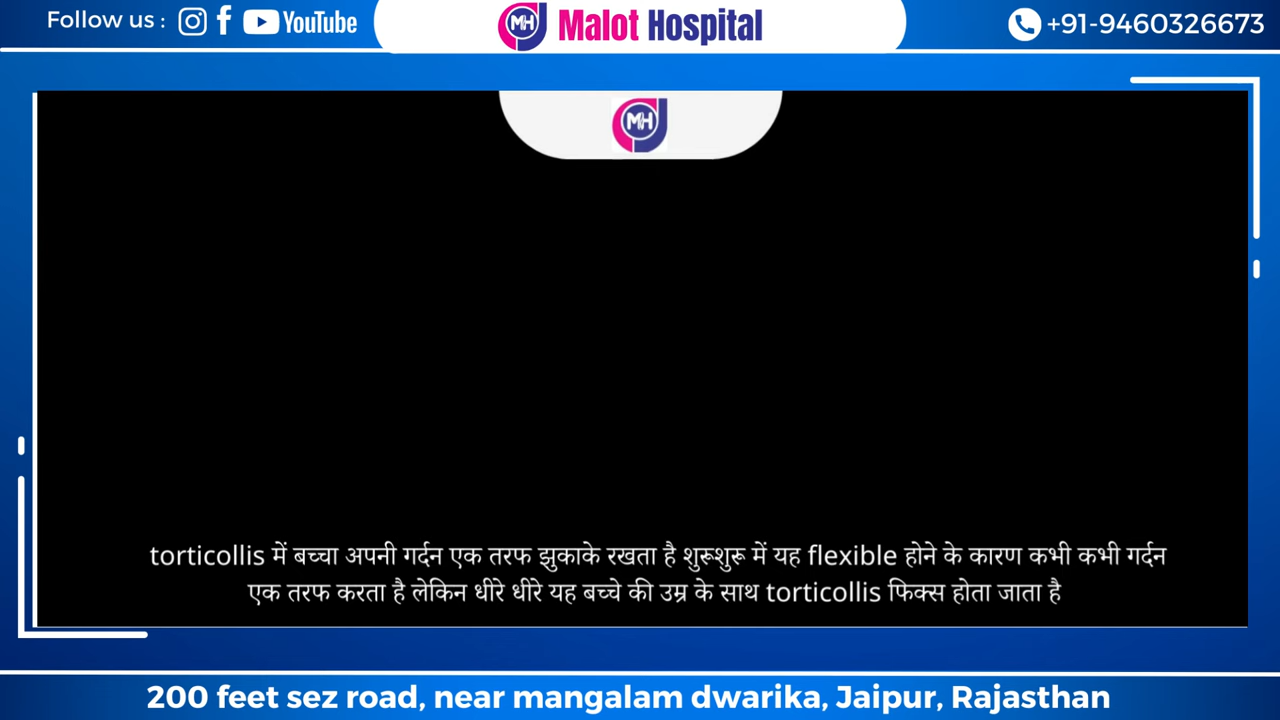 Follow us :
YouTube
MH
Malot Hospital
+91-9460326673
MH
torticollis में बच्चा अपनी गर्दन एक तरफ झुकाके रखता है शुरूशुरू में यह flexible होने के कारण कभी कभी गर्दन
एक तरफ करता है लेकिन धीरे धीरे यह बच्चे की उम्र के साथ torticollis फिक्स होता जाता है
200 feet sez road, near mangalam dwarika, Jaipur, Rajasthan